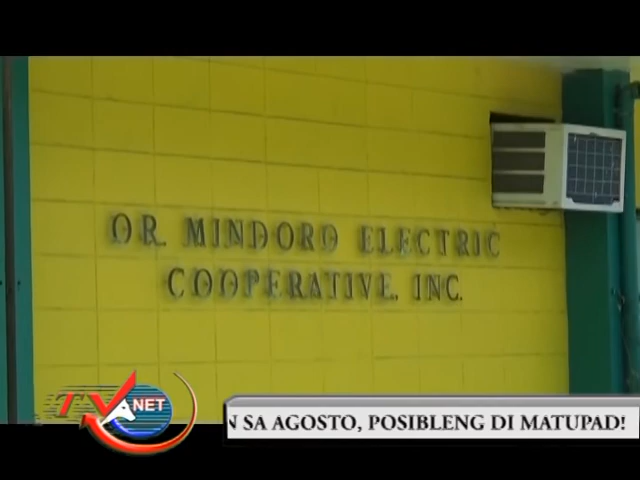 OR. MINDORO ELECTRIC
COOPERATIVE, INC.
TV NET
N SA AGOSTO, POSIBLENG DI MATUPAD!